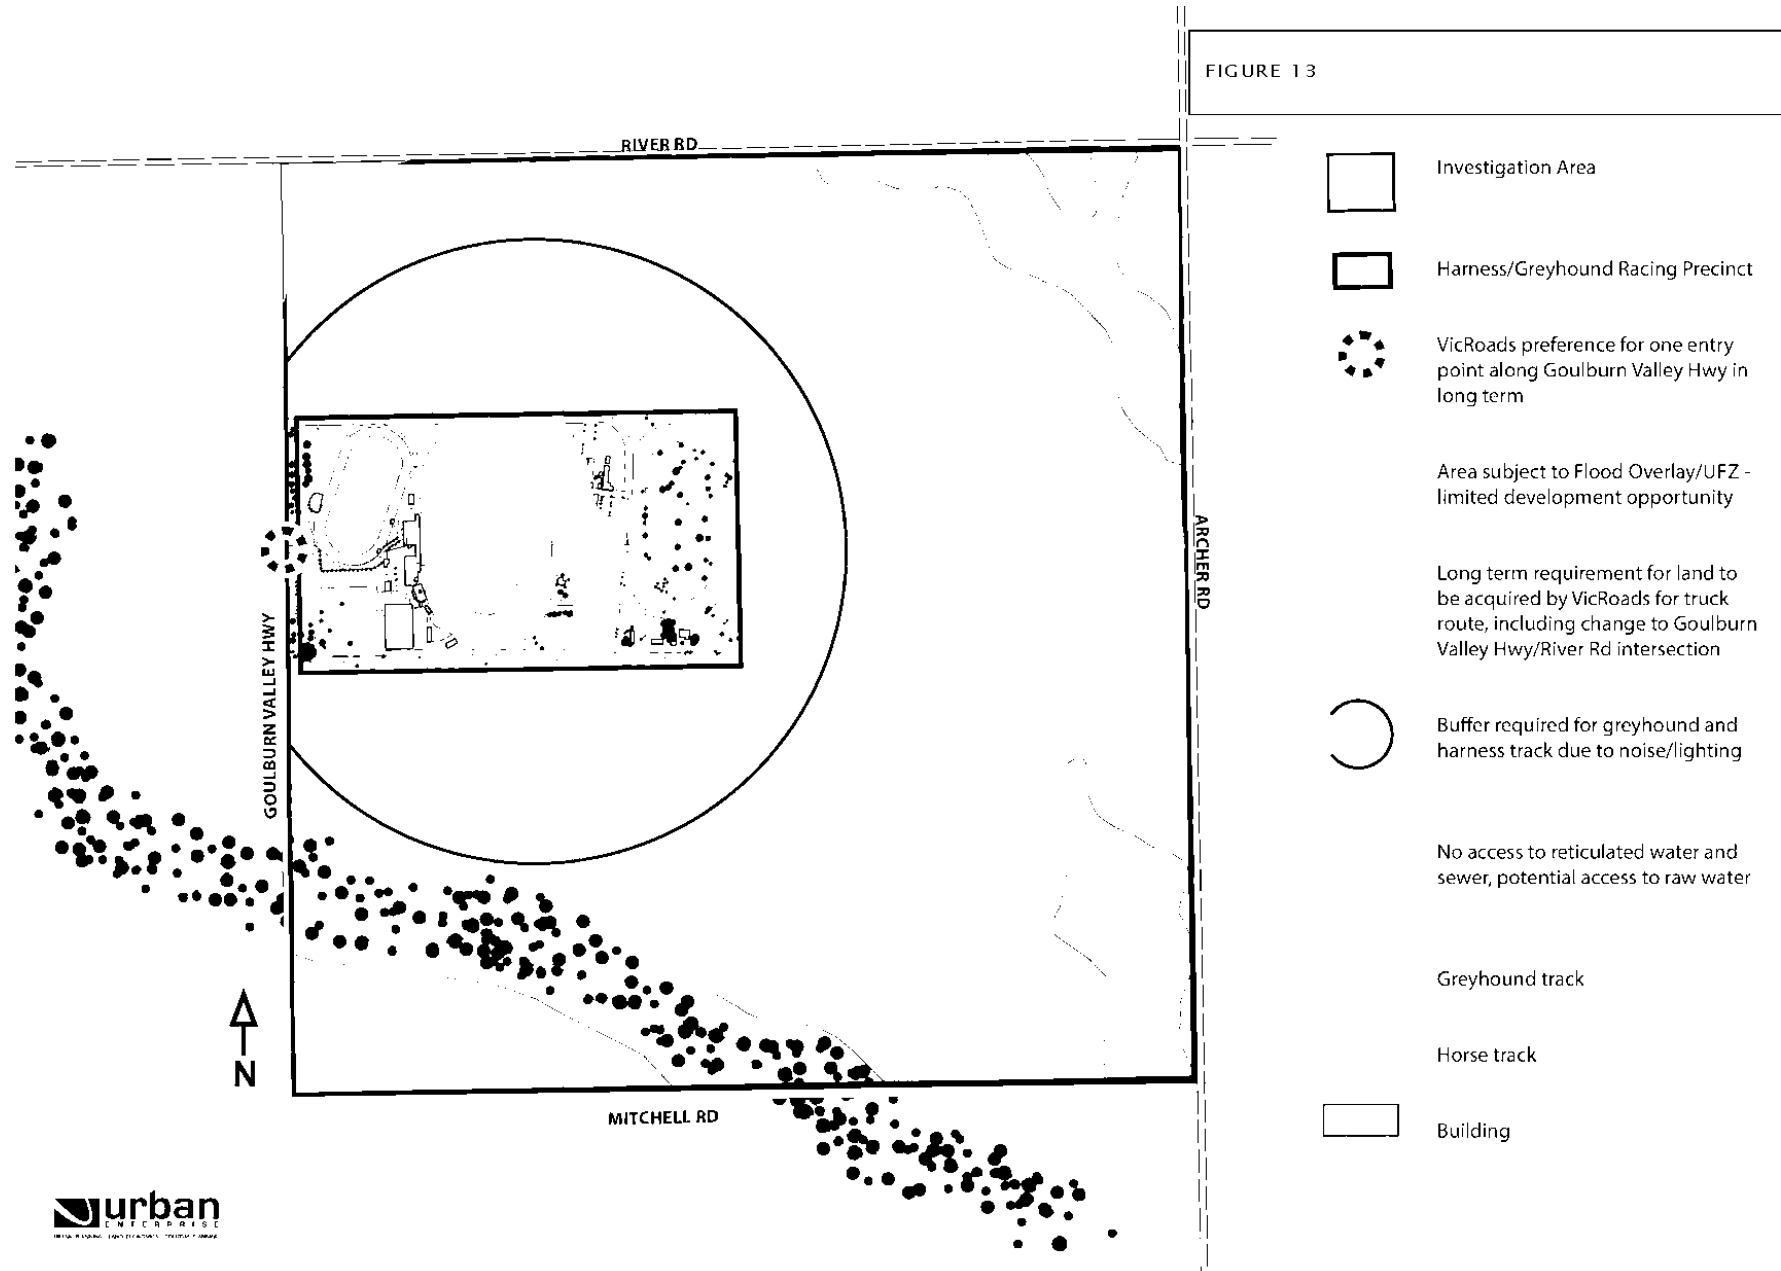 FIGURE 13
RIVER RD
Investigation Area
Harness/Greyhound Racing Precinct
VicRoads preference for one entry
point along Goulburn Valley Hwy in
long term
Area subject to Flood Overlay/UFZ -
limited development opportunity
ARCHER RD
Long term requirement for land to
be acquired by VicRoads for truck
route, including change to Goulburn
Valley Hwy/River Rd intersection
GOULBURN VALLEY HWY
Buffer required for greyhound and
harness track due to noise/lighting
No access to reticulated water and
sewer, potential access to raw water
Greyhound track
N
Horse track
MITCHELL RD
Building
urban
ENTERPRISE